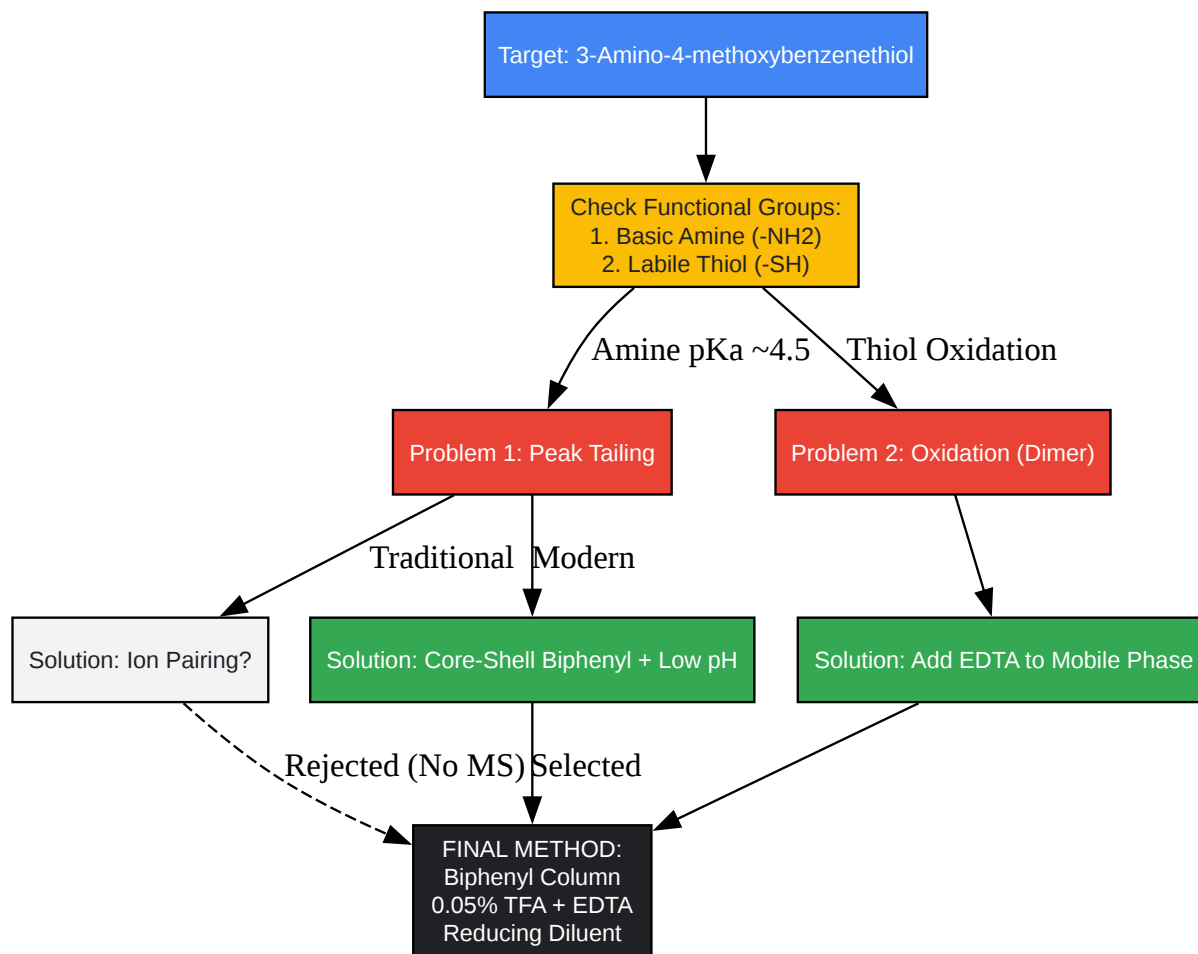 Target: 3-Amino-4-methoxybenzenethiol
Check Functional Groups:
1. Basic Amine (-NH2)
2. Labile Thiol (-SH)
Amine pKa ~4.5
Thiol Oxidation
Problem 1: Peak Tailing
Problem 2: Oxidation (Dimer)
Traditional
Modern
Solution: Ion Pairing?
Solution: Core-Shell Biphenyl + Low pH
Solution: Add EDTA to Mobile Phase
Rejected (No MS)
Selected
FINAL METHOD:
Biphenyl Column
0.05% TFA + EDTA
Reducing Diluent